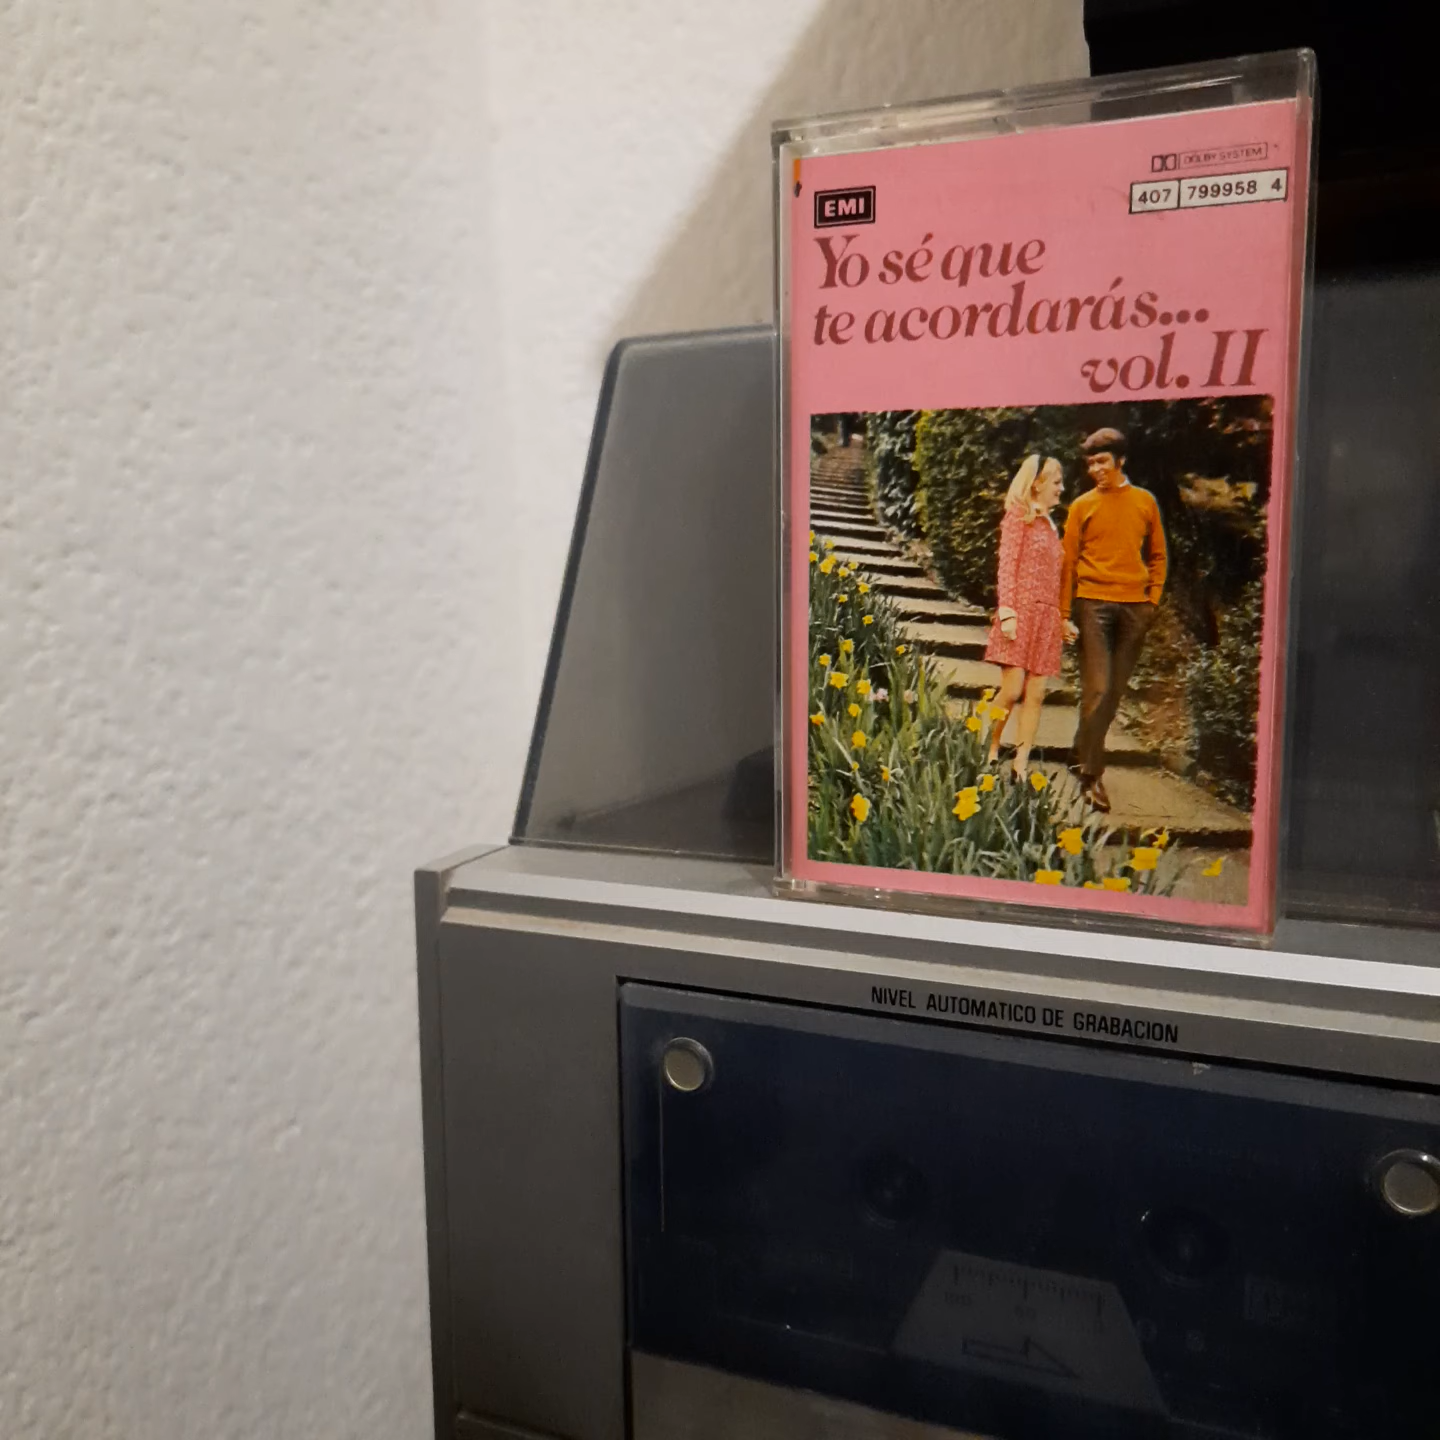 DOLBY SYSTEM
EMI
407 799958 4
Yo sé que
te acordarás...
vol. II
NIVEL AUTOMATICO DE GRABACION